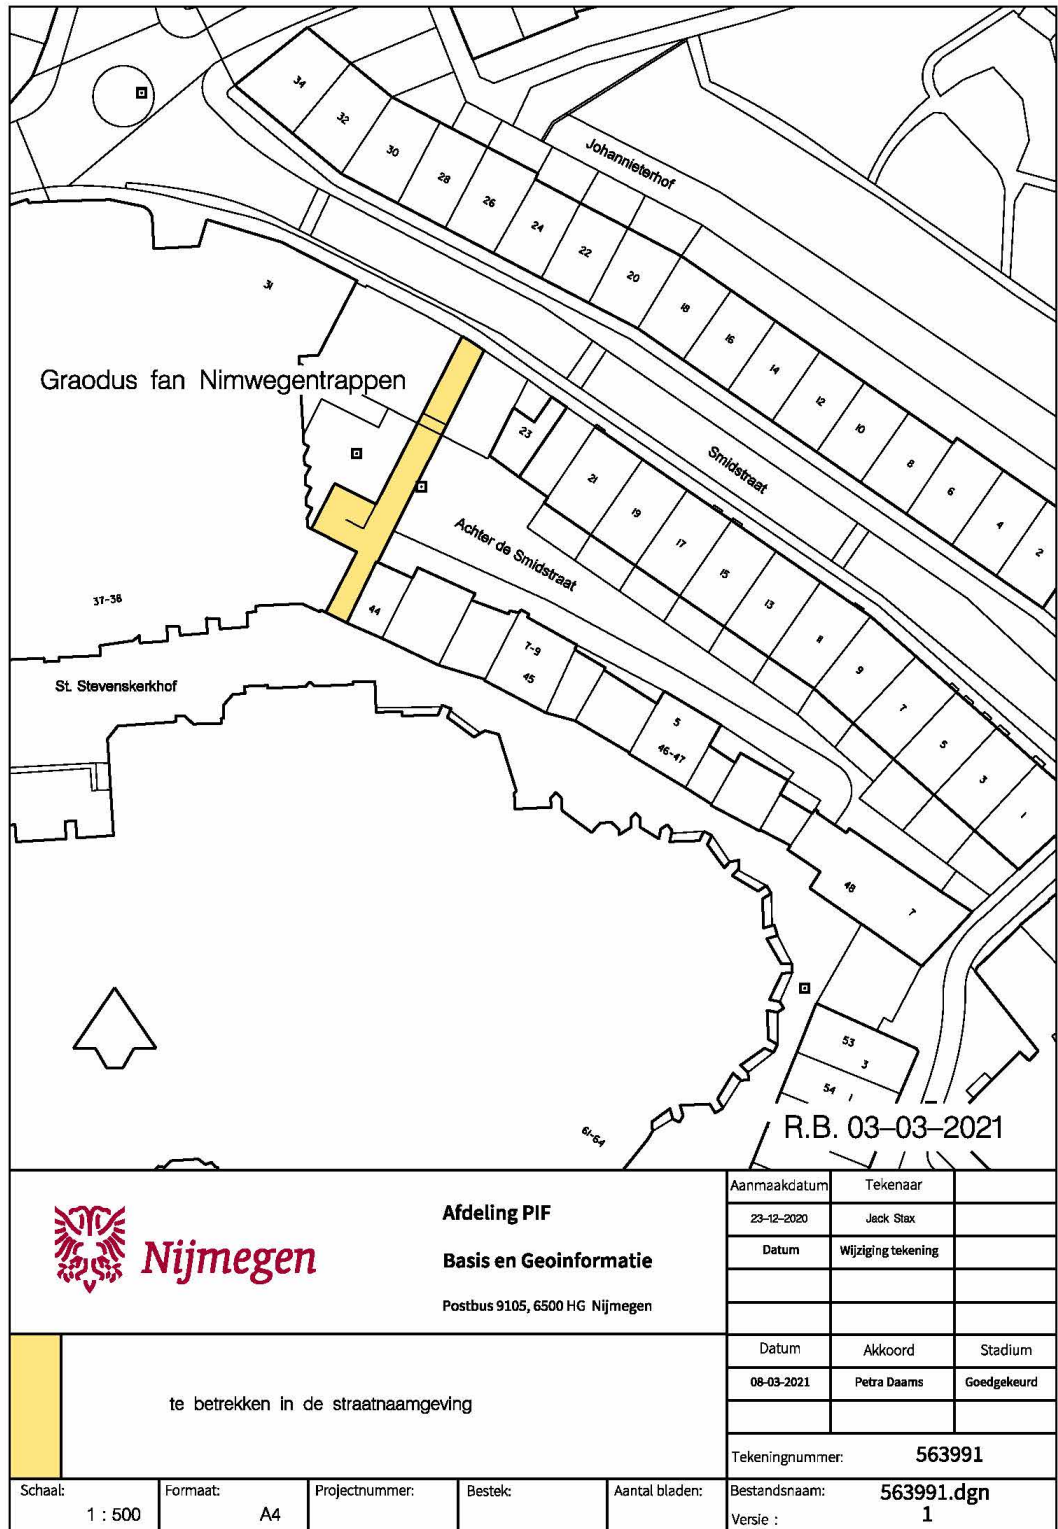 34
32
30
28
26
24
22
20
18
16
14
12
10
8
6
4
2
Johannieterhof
31
Graodus fan Nimwegentrappen
Smidstraat
23
21
19
17
15
13
11
9
7
5
3
1
Achter de Smidstraat
37-38
44
7-9
45
5
46-47
St. Stevenskerkhof
48
7
53
3
54
1
61-64
R.B. 03-03-2021
Nijmegen
Afdeling PIF
Basis en Geoinformatie
Postbus 9105, 6500 HG Nijmegen
Aanmaakdatum Tekenaar
23-12-2020 Jack Stax
Datum Wijziging tekening
Datum Akkoord Stadium
08-03-2021 Petra Daams Goedgekeurd
te betrekken in de straatnaamgeving
Tekeningnummer: 563991
Schaal: 1 : 500
Formaat: A4
Projectnummer:
Bestek:
Aantal bladen:
Bestandsnaam: 563991.dgn
Versie : 1